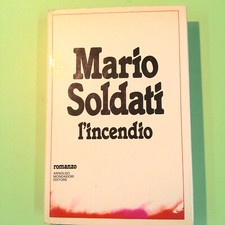 Mario
Soldati
l'incendio
romanzo
ARNOLDO
MONDADORI
EDITORE